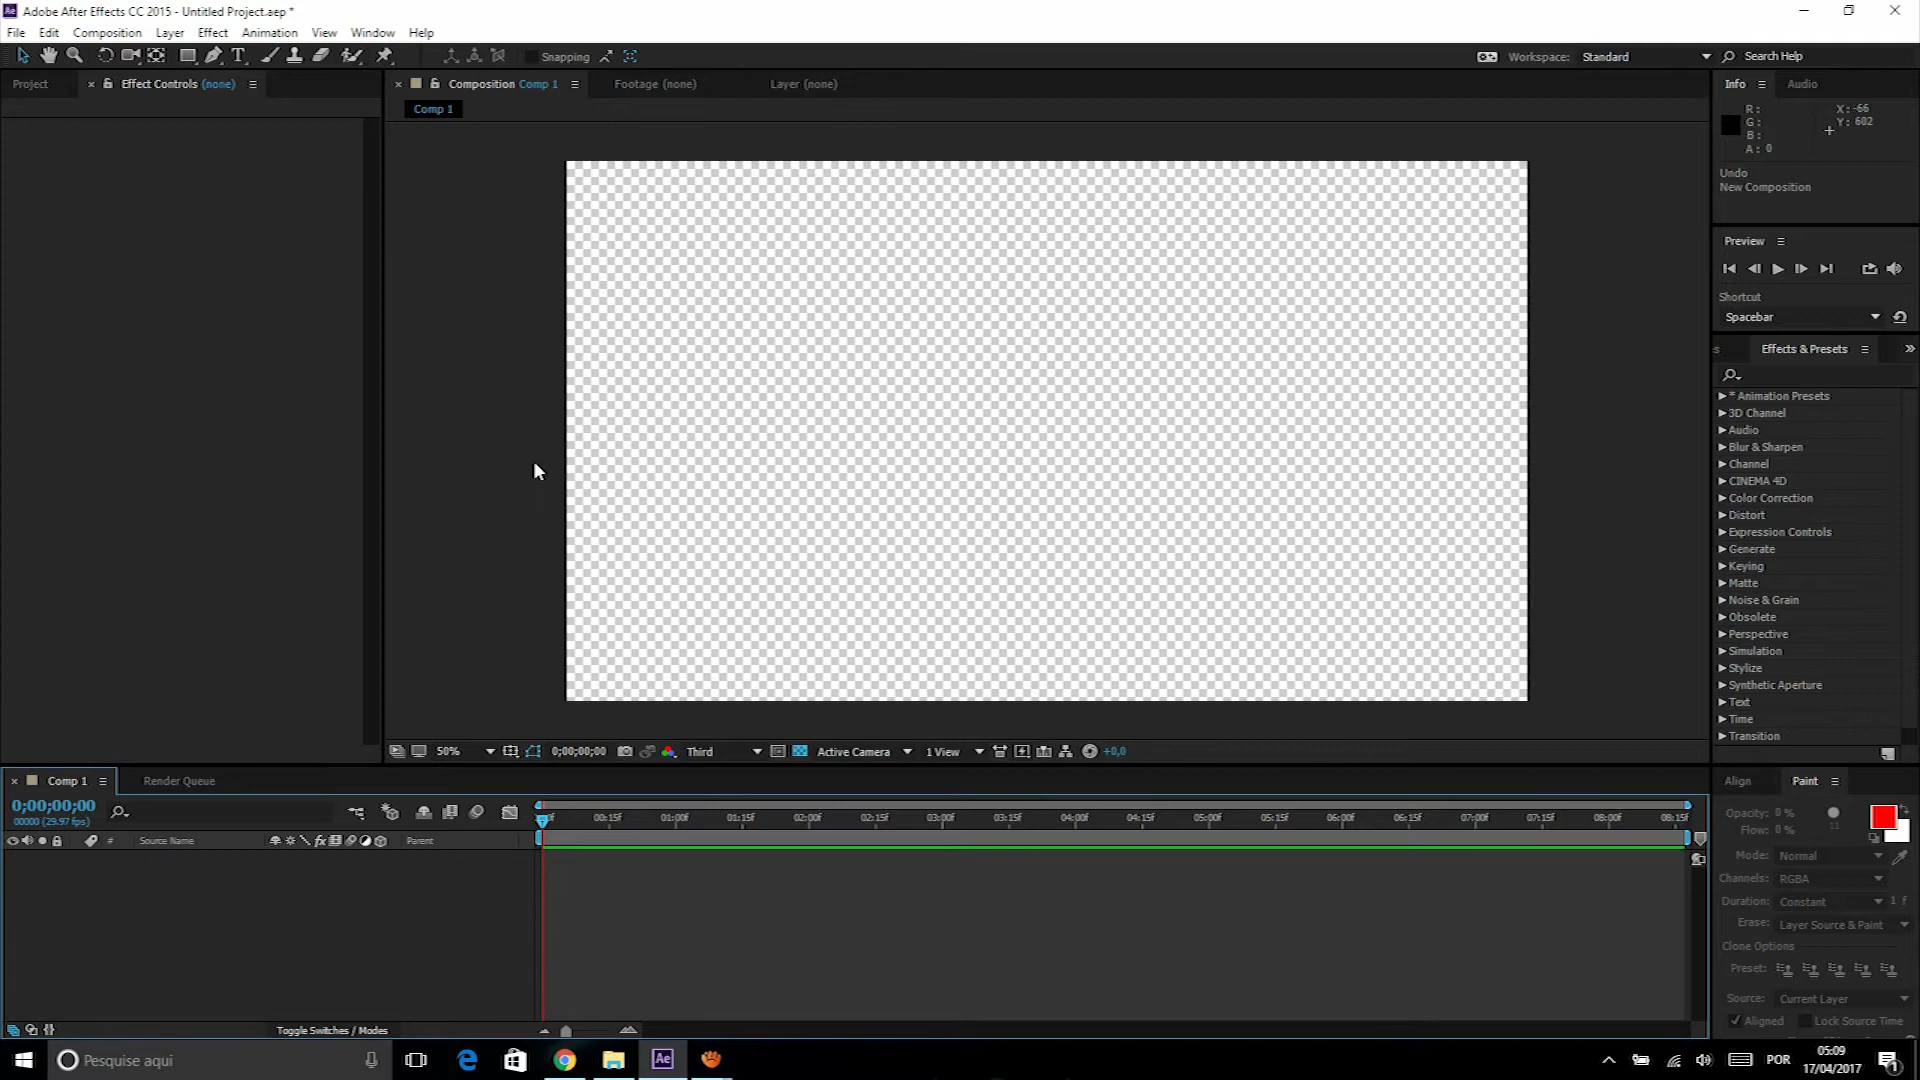 Adobe After Effects CC 2015 - Untitled Project.aep *
File Edit Composition Layer Effect Animation View Window Help
Snapping
Workspace: Standard
Search Help
Project
Effect Controls (none)
Composition Comp 1
Footage (none)
Layer (none)
Info
Audio
Comp 1
R:
G:
B:
A: 0
X: -66
Y: 602
Undo
New Composition
Preview
Shortcut
Spacebar
Effects & Presets
* Animation Presets
3D Channel
Audio
Blur & Sharpen
Channel
CINEMA 4D
Color Correction
Distort
Expression Controls
Generate
Keying
Matte
Noise & Grain
Obsolete
Perspective
Simulation
Stylize
Synthetic Aperture
Text
Time
Transition
50%
0;00;00;00
Third
Active Camera
1 View
+0,0
Comp 1
Render Queue
0;00;00;00
00000 (29.97 fps)
00:15f 01:00f 01:15f 02:00f 02:15f 03:00f 03:15f 04:00f 04:15f 05:00f 05:15f 06:00f 06:15f 07:00f 07:15f 08:00f 08:15f
# Source Name
fx
Parent
Toggle Switches / Modes
Align
Paint
Opacity: 0 %
Flow: 0 %
11
Mode: Normal
Channels: RGBA
Duration: Constant 1 f
Erase: Layer Source & Paint
Clone Options
Preset:
Source: Current Layer
Aligned
Lock Source Time
Pesquise aqui
Ae
POR
05:09
17/04/2017
1